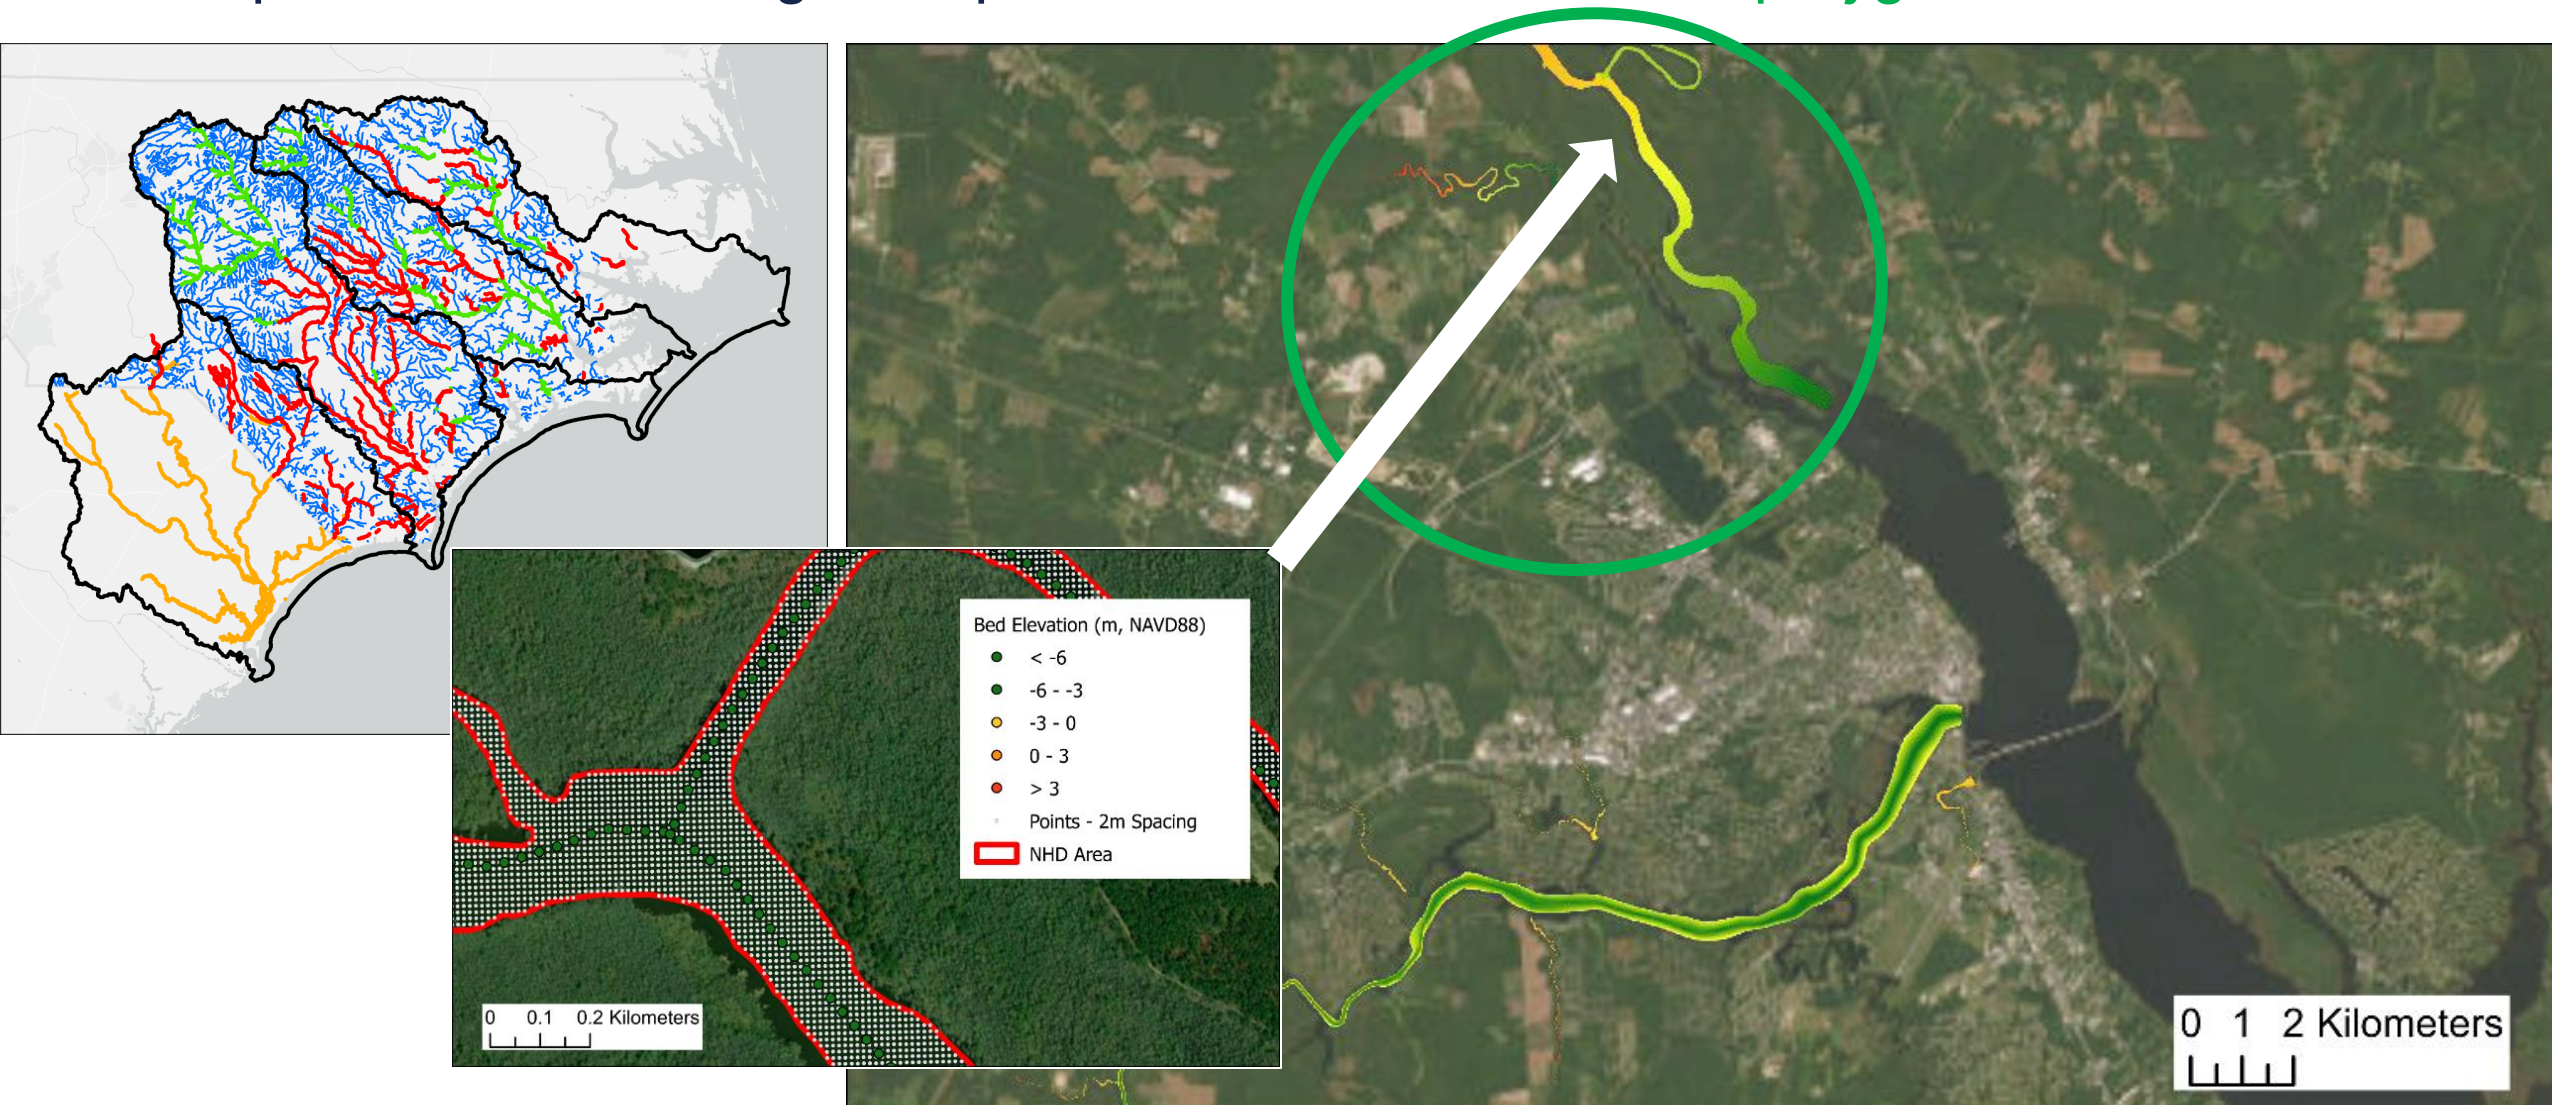 Bed Elevation (m, NAVD88)
< -6
-6 - -3
-3 - 0
0 - 3
> 3
Points - 2m Spacing
NHD Area
0 0.1 0.2 Kilometers
0 1 2 Kilometers